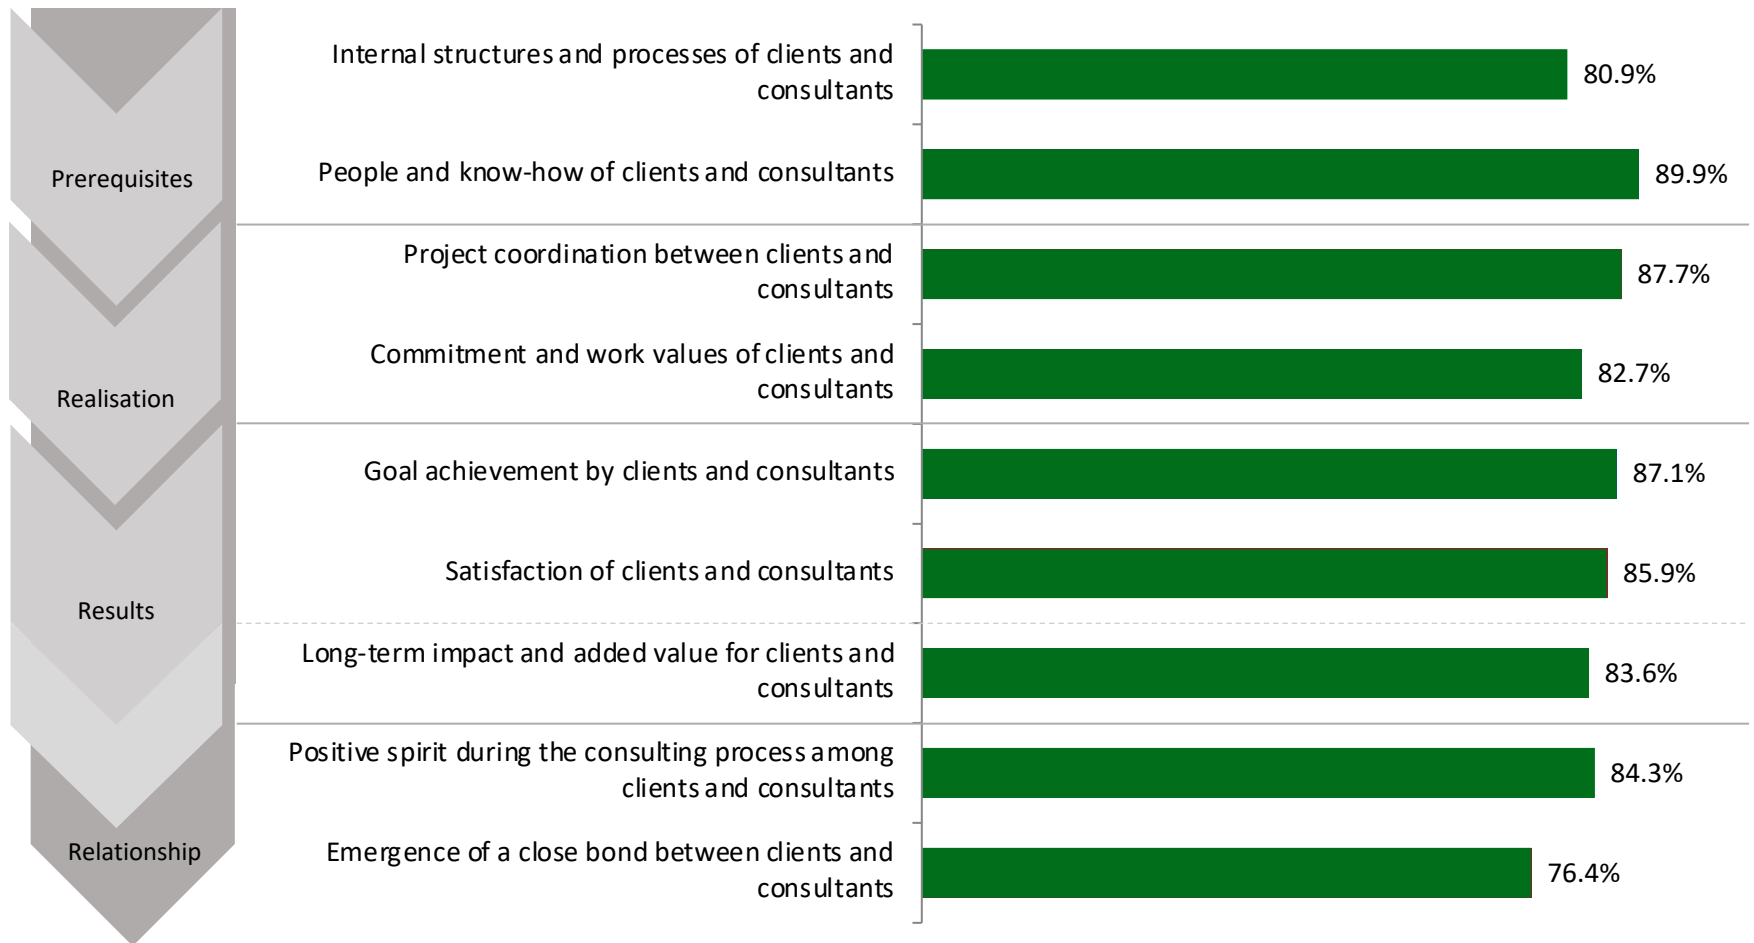 Internal structures and processes of clients and
consultants
80.9%
Prerequisites
People and know-how of clients and consultants
89.9%
Project coordination between clients and
consultants
87.7%
Realisation
Commitment and work values of clients and
consultants
82.7%
Goal achievement by clients and consultants
87.1%
Results
Satisfaction of clients and consultants
85.9%
Long-term impact and added value for clients and
consultants
83.6%
Positive spirit during the consulting process among
clients and consultants
84.3%
Relationship
Emergence of a close bond between clients and
consultants
76.4%